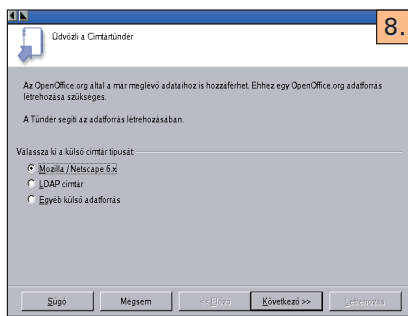 8.
Üdvözli a Címtártündér
Az OpenOffice.org által a már meglévő adataihoz is hozzáférhet. Ehhez egy OpenOffice.org adatforrás
létrehozása szükséges.
A Tündér segíti az adatforrás létrehozásában.
Válassza ki a külső címtár típusát:
Mozilla / Netscape 6.x
LDAP címtár
Egyéb külső adatforrás
Súgó Mégsem << Előző Következő >> Létrehozás